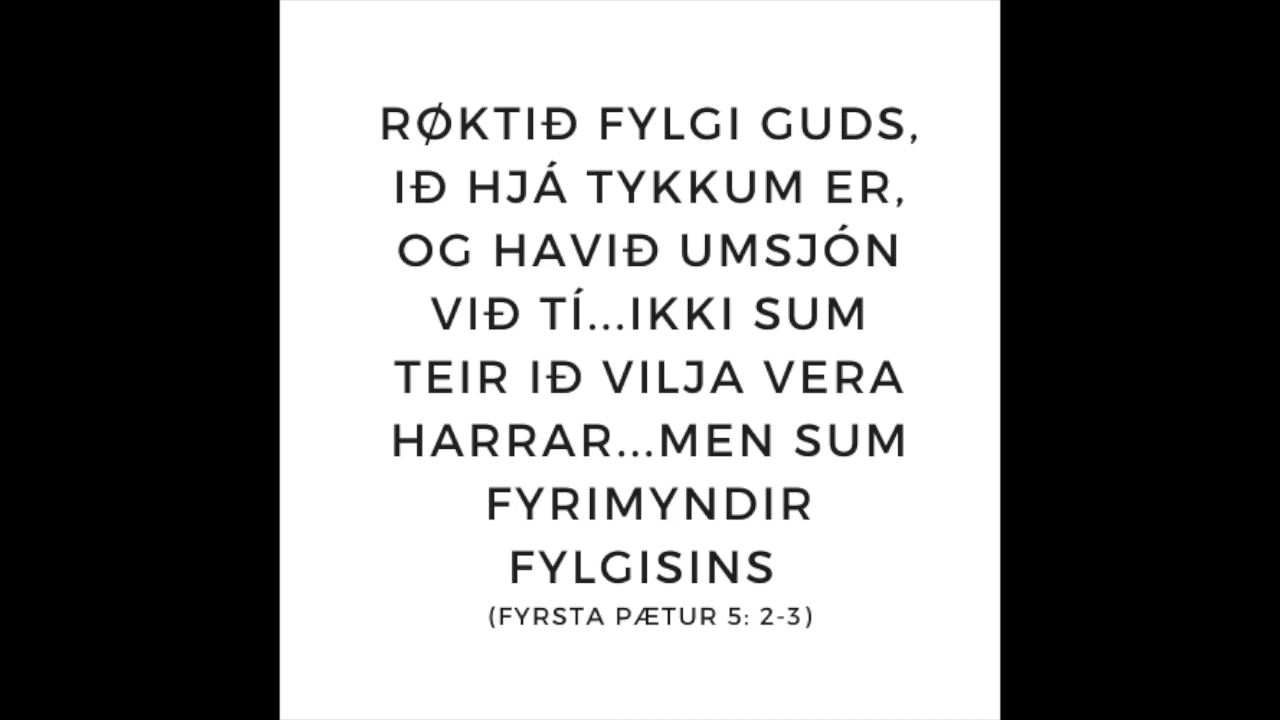 RØKTIÐ FYLGI GUDS,
IÐ HJÁ TYKKUM ER,
OG HAVIÐ UMSJÓN
VIÐ TÍ...IKKI SUM
TEIR IÐ VILJA VERA
HARRAR...MEN SUM
FYRIMYNDIR
FYLGISINS
(FYRSTA PÆTUR 5: 2-3)